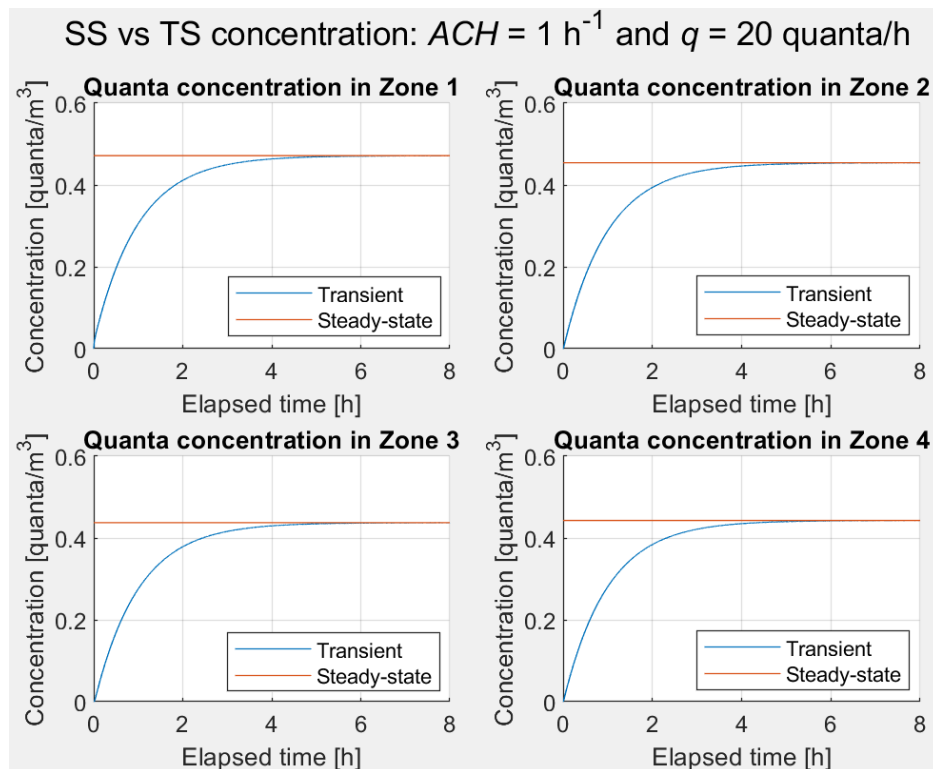 SS vs TS concentration: ACH = 1 h⁻¹ and q = 20 quanta/h
Quanta concentration in Zone 1
Concentration [quanta/m³]
0.6
0.4
0.2
0
Transient
Steady-state
0 2 4 6 8
Elapsed time [h]
Quanta concentration in Zone 2
Concentration [quanta/m³]
0.6
0.4
0.2
0
Transient
Steady-state
0 2 4 6 8
Elapsed time [h]
Quanta concentration in Zone 3
Concentration [quanta/m³]
0.6
0.4
0.2
0
Transient
Steady-state
0 2 4 6 8
Elapsed time [h]
Quanta concentration in Zone 4
Concentration [quanta/m³]
0.6
0.4
0.2
0
Transient
Steady-state
0 2 4 6 8
Elapsed time [h]